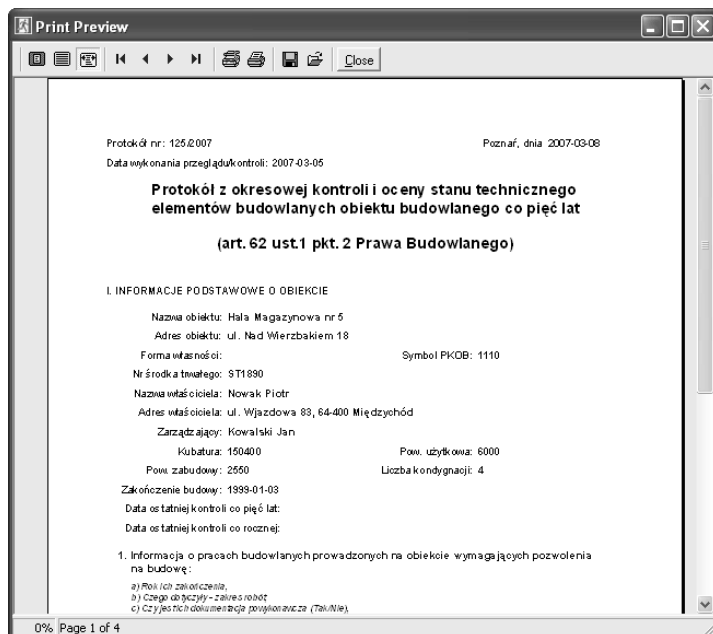 Print Preview
Close
Protokół nr: 125/2007 Poznań, dnia 2007-03-08
Data wykonania przeglądu/kontroli: 2007-03-05
Protokół z okresowej kontroli i oceny stanu technicznego
elementów budowlanych obiektu budowlanego co pięć lat
(art. 62 ust.1 pkt. 2 Prawa Budowlanego)
I. INFORMACJE PODSTAWOWE O OBIEKCIE
Nazwa obiektu: Hala Magazynowa nr 5
Adres obiektu: ul. Nad Wierzbakiem 18
Forma własności: Symbol PKOB: 1110
Nr środka trwałego: ST1890
Nazwa właściciela: Nowak Piotr
Adres właściciela: ul. Wjazdowa 83, 64-400 Międzychód
Zarządzający: Kowalski Jan
Kubatura: 150400 Pow. użytkowa: 6000
Pow. zabudowy: 2550 Liczba kondygnacji: 4
Zakończenie budowy: 1999-01-03
Data ostatniej kontroli co pięć lat:
Data ostatniej kontroli co rocznej:
1. Informacja o pracach budowlanych prowadzonych na obiekcie wymagających pozwolenia
na budowę:
a) Rok ich zakończenia,
b) Czego dotyczyły - zakres robót,
c) Czy jest ich dokumentacja powykonawcza (Tak/Nie),
0% Page 1 of 4